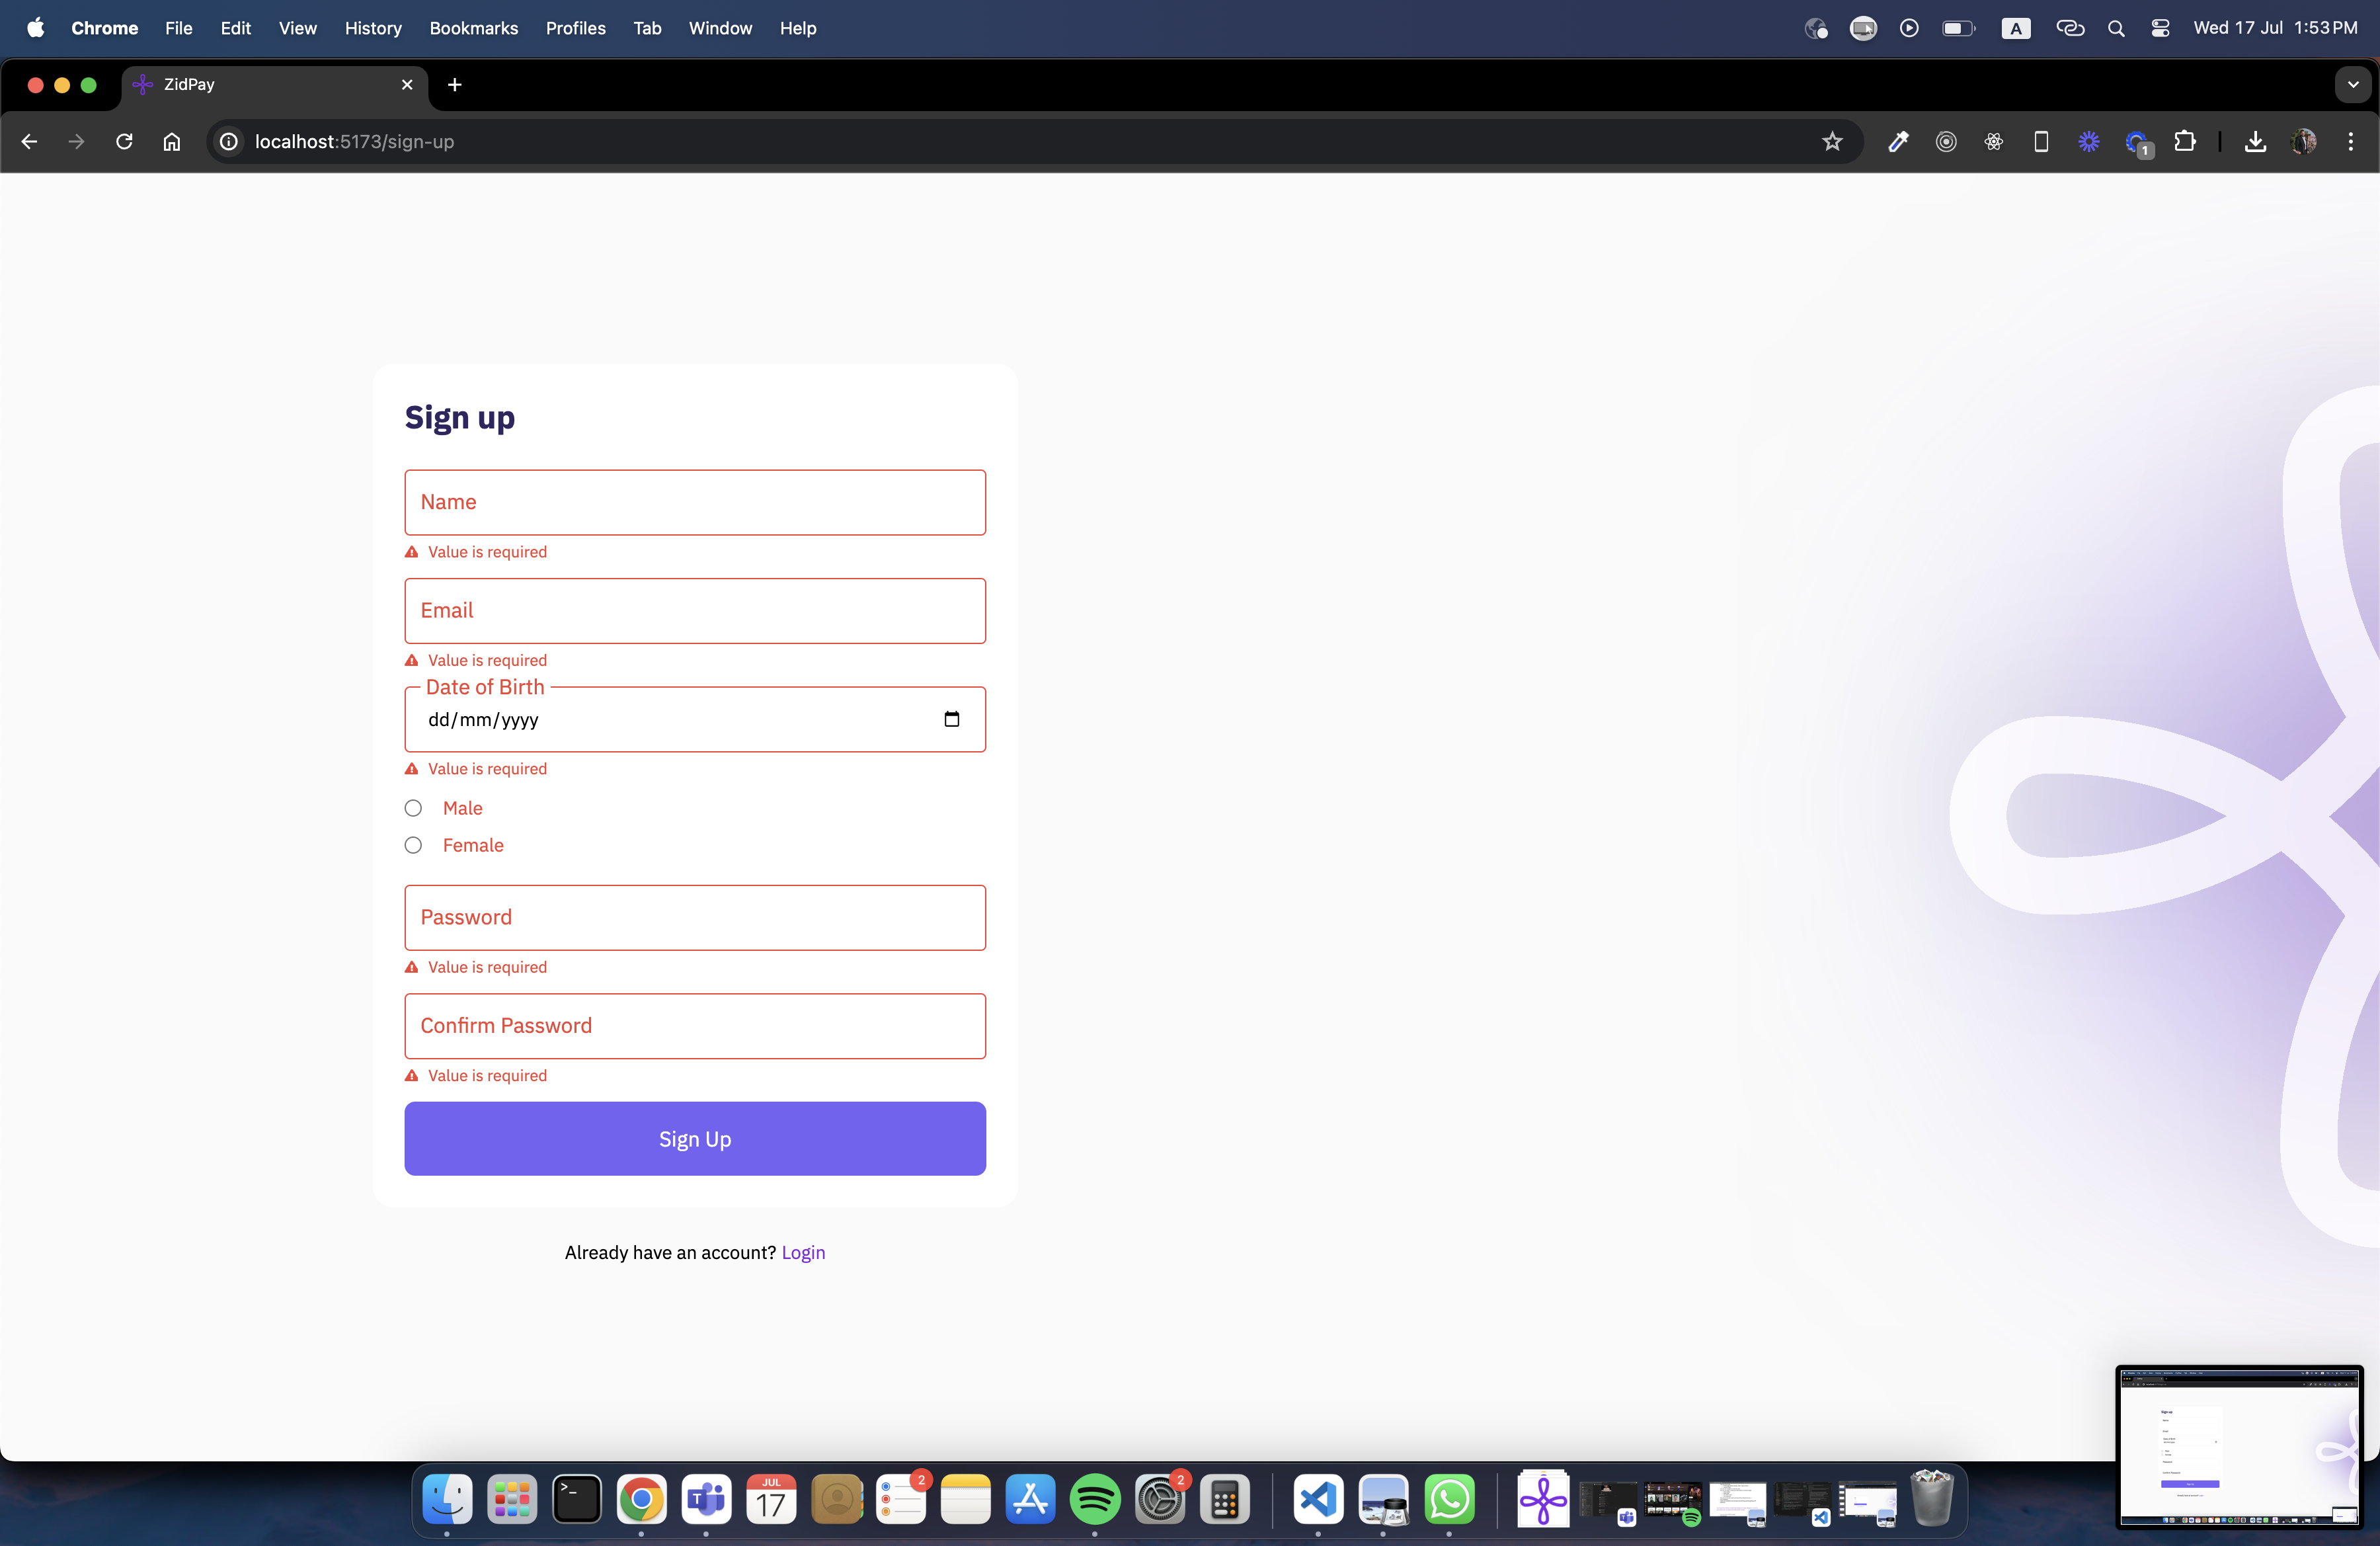 Chrome File Edit View History Bookmarks Profiles Tab Window Help
A
Wed 17 Jul 1:53 PM
ZidPay
localhost:5173/sign-up
1
Sign up
Name
Value is required
Email
Value is required
Date of Birth
dd/mm/yyyy
Value is required
Male
Female
Password
Value is required
Confirm Password
Value is required
Sign Up
Already have an account? Login
JUL
17
2
2